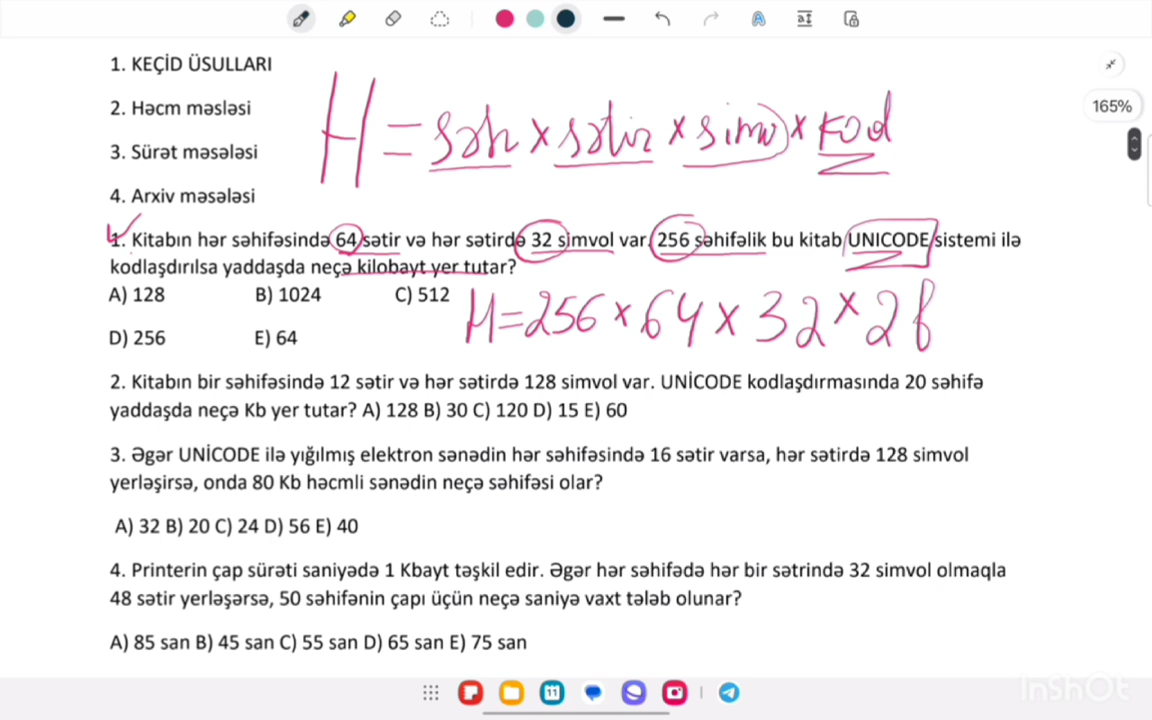 165%
1. KEÇİD ÜSULLARI
2. Həcm məsləsi
3. Sürət məsələsi
4. Arxiv məsələsi
H = səh × sətir × simv × Kod
1. Kitabın hər səhifəsində 64 sətir və hər sətirdə 32 simvol var. 256 səhifəlik bu kitab UNICODE sistemi ilə
kodlaşdırılsa yaddaşda neçə kilobayt yer tutar?
A) 128 B) 1024 C) 512
H = 256 × 64 × 32 × 2b
D) 256 E) 64
2. Kitabın bir səhifəsində 12 sətir və hər sətirdə 128 simvol var. UNİCODE kodlaşdırmasında 20 səhifə
yaddaşda neçə Kb yer tutar? A) 128 B) 30 C) 120 D) 15 E) 60
3. Əgər UNİCODE ilə yığılmış elektron sənədin hər səhifəsində 16 sətir varsa, hər sətirdə 128 simvol
yerləşirsə, onda 80 Kb həcmli sənədin neçə səhifəsi olar?
A) 32 B) 20 C) 24 D) 56 E) 40
4. Printerin çap sürəti saniyədə 1 Kbayt təşkil edir. Əgər hər səhifədə hər bir sətrində 32 simvol olmaqla
48 sətir yerləşərsə, 50 səhifənin çapı üçün neçə saniyə vaxt tələb olunar?
A) 85 san B) 45 san C) 55 san D) 65 san E) 75 san
11
InShOt